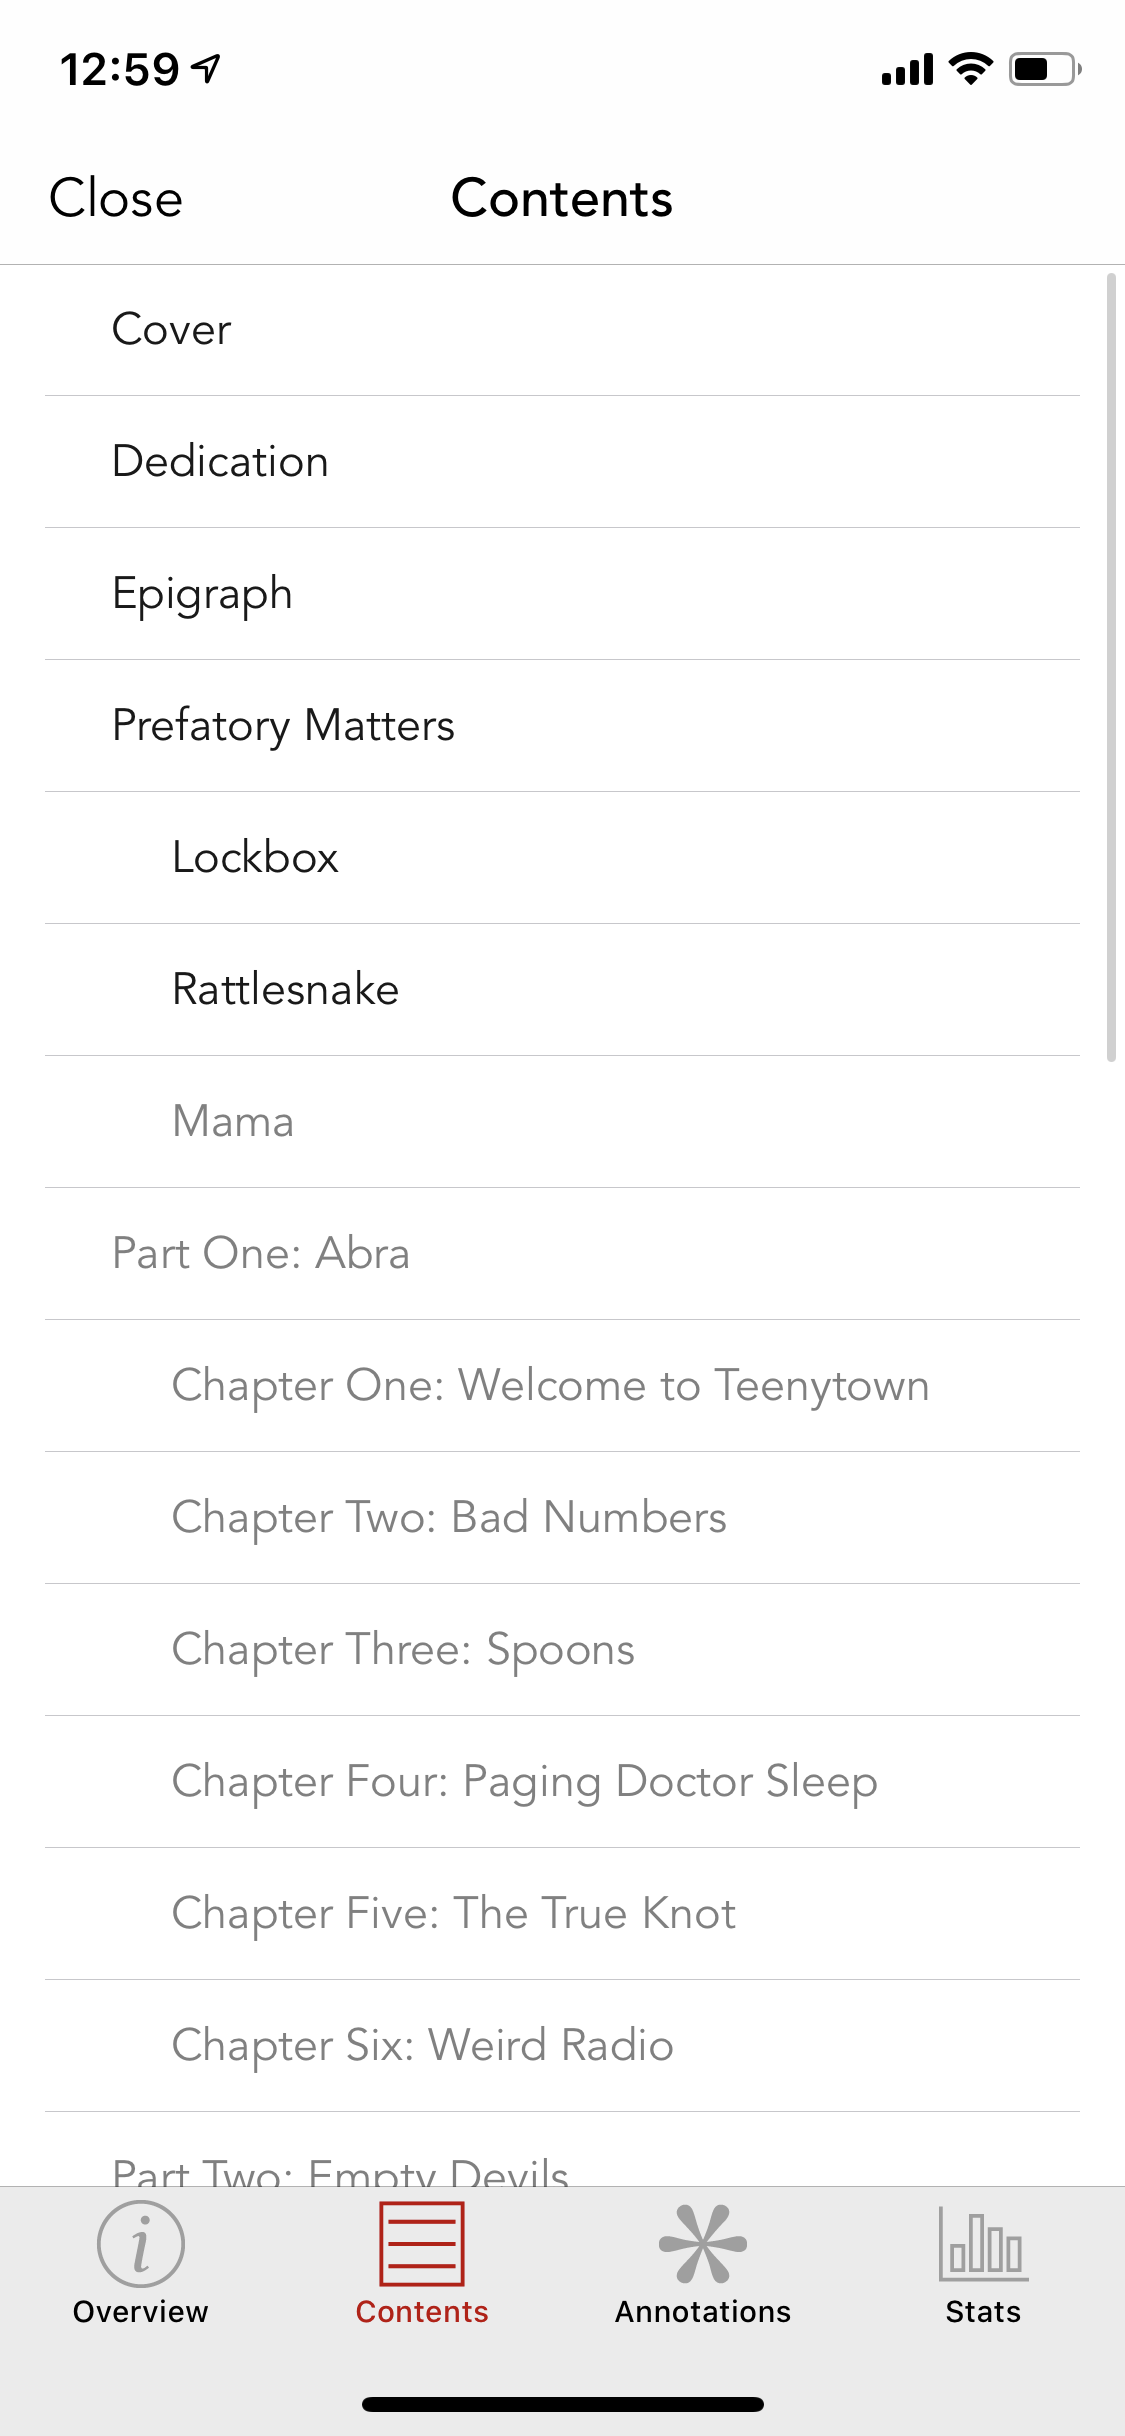 12:59
Close
Contents
Cover
Dedication
Epigraph
Prefatory Matters
Lockbox
Rattlesnake
Mama
Part One: Abra
Chapter One: Welcome to Teenytown
Chapter Two: Bad Numbers
Chapter Three: Spoons
Chapter Four: Paging Doctor Sleep
Chapter Five: The True Knot
Chapter Six: Weird Radio
Part Two: Empty Devils
Overview
Contents
Annotations
Stats